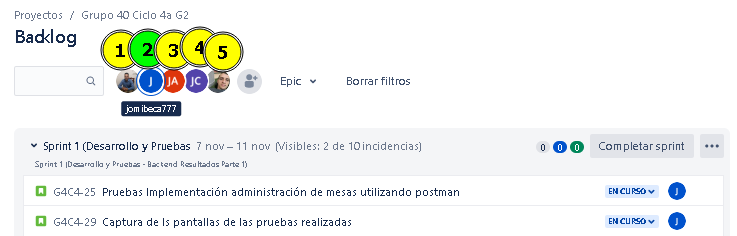 Proyectos / Grupo 40 Ciclo 4a G2
Backlog
1 2 3 4 5
J JA JC
Epic
Borrar filtros
jomibeca777
Sprint 1 (Desarrollo y Pruebas 7 nov – 11 nov (Visibles: 2 de 10 incidencias)
0 0 0
Completar sprint
Sprint 1 (Desarrollo y Pruebas - Backend Resultados Parte 1)
G4C4-25 Pruebas Implementación administración de mesas utilizando postman EN CURSO J
G4C4-29 Captura de ls pantallas de las pruebas realizadas EN CURSO J